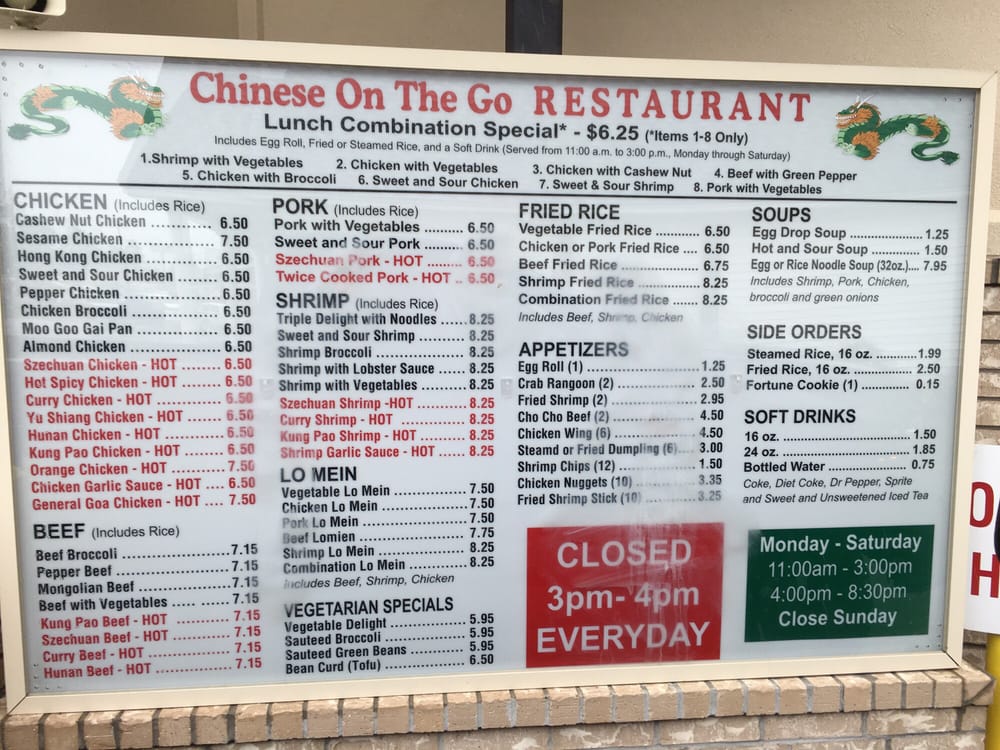 Chinese On The Go RESTAURANT
Lunch Combination Special* - $6.25 (*Items 1-8 Only)
Includes Egg Roll, Fried or Steamed Rice, and a Soft Drink (Served from 11:00 a.m. to 3:00 p.m., Monday through Saturday)
1.Shrimp with Vegetables 2. Chicken with Vegetables 3. Chicken with Cashew Nut 4. Beef with Green Pepper
5. Chicken with Broccoli 6. Sweet and Sour Chicken 7. Sweet & Sour Shrimp 8. Pork with Vegetables
CHICKEN (Includes Rice)
Cashew Nut Chicken ............. 6.50
Sesame Chicken ................. 7.50
Hong Kong Chicken ............. 6.50
Sweet and Sour Chicken ........ 6.50
Pepper Chicken ................. 6.50
Chicken Broccoli ................ 6.50
Moo Goo Gai Pan ............... 6.50
Almond Chicken ................. 6.50
Szechuan Chicken - HOT ........ 6.50
Hot Spicy Chicken - HOT ....... 6.50
Curry Chicken - HOT ............ 6.50
Yu Shiang Chicken - HOT ....... 6.50
Hunan Chicken - HOT ........... 6.50
Kung Pao Chicken - HOT ........ 6.50
Orange Chicken - HOT .......... 7.50
Chicken Garlic Sauce - HOT .... 6.50
General Goa Chicken - HOT ..... 7.50
BEEF (Includes Rice)
Beef Broccoli .................... 7.15
Pepper Beef ..................... 7.15
Mongolian Beef ................. 7.15
Beef with Vegetables ..... ...... 7.15
Kung Pao Beef - HOT ........... 7.15
Szechuan Beef - HOT ........... 7.15
Curry Beef - HOT ............... 7.15
Hunan Beef - HOT .............. 7.15
PORK (Includes Rice)
Pork with Vegetables ........... 6.50
Sweet and Sour Pork ........... 6.50
Szechuan Pork - HOT ........... 6.50
Twice Cooked Pork - HOT .. 6.50
SHRIMP (Includes Rice)
Triple Delight with Noodles ...... 8.25
Sweet and Sour Shrimp .......... 8.25
Shrimp Broccoli .................. 8.25
Shrimp with Lobster Sauce ...... 8.25
Shrimp with Vegetables ......... 8.25
Szechuan Shrimp -HOT .......... 8.25
Curry Shrimp - HOT ............. 8.25
Kung Pao Shrimp - HOT ......... 8.25
Shrimp Garlic Sauce - HOT ..... 8.25
LO MEIN
Vegetable Lo Mein ............... 7.50
Chicken Lo Mein ................. 7.50
Pork Lo Mein ..................... 7.50
Beef Lomien ...................... 7.75
Shrimp Lo Mein .................. 8.25
Combination Lo Mein ............ 8.25
Includes Beef, Shrimp, Chicken
VEGETARIAN SPECIALS
Vegetable Delight ................ 5.95
Sauteed Broccoli ................. 5.95
Sauteed Green Beans ............ 5.95
Bean Curd (Tofu) ................. 6.50
FRIED RICE
Vegetable Fried Rice .............. 6.50
Chicken or Pork Fried Rice ... 6.50
Beef Fried Rice .................... 6.75
Shrimp Fried Rice ................. 8.25
Combination Fried Rice ...... 8.25
Includes Beef, Shrimp, Chicken
APPETIZERS
Egg Roll (1) ........................ 1.25
Crab Rangoon (2) ................. 2.50
Fried Shrimp (2) .................. 2.95
Cho Cho Beef (2) ................. 4.50
Chicken Wing (6) ................. 4.50
Steamd or Fried Dumpling (6) .. 3.00
Shrimp Chips (12) ................ 1.50
Chicken Nuggets (10) ............ 3.35
Fried Shrimp Stick (10) .......... 3.25
CLOSED
3pm- 4pm
EVERYDAY
SOUPS
Egg Drop Soup .................... 1.25
Hot and Sour Soup ............... 1.50
Egg or Rice Noodle Soup (32oz.).... 7.95
Includes Shrimp, Pork, Chicken,
broccoli and green onions
SIDE ORDERS
Steamed Rice, 16 oz. ............. 1.99
Fried Rice, 16 oz. ................ 2.50
Fortune Cookie (1) ............... 0.15
SOFT DRINKS
16 oz. ............................. 1.50
24 oz. ............................. 1.85
Bottled Water .................... 0.75
Coke, Diet Coke, Dr Pepper, Sprite
and Sweet and Unsweetened Iced Tea
Monday - Saturday
11:00am - 3:00pm
4:00pm - 8:30pm
Close Sunday